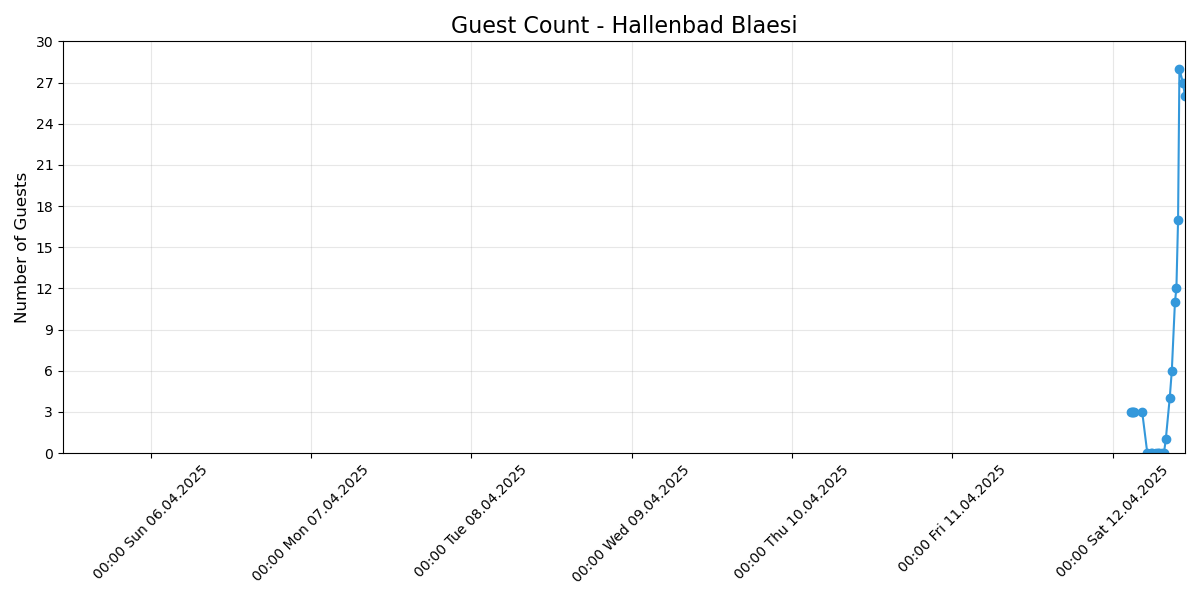 Guest Count - Hallenbad Blaesi
Number of Guests
30
27
24
21
18
15
12
9
6
3
0
00:00 Sun 06.04.2025
00:00 Mon 07.04.2025
00:00 Tue 08.04.2025
00:00 Wed 09.04.2025
00:00 Thu 10.04.2025
00:00 Fri 11.04.2025
00:00 Sat 12.04.2025